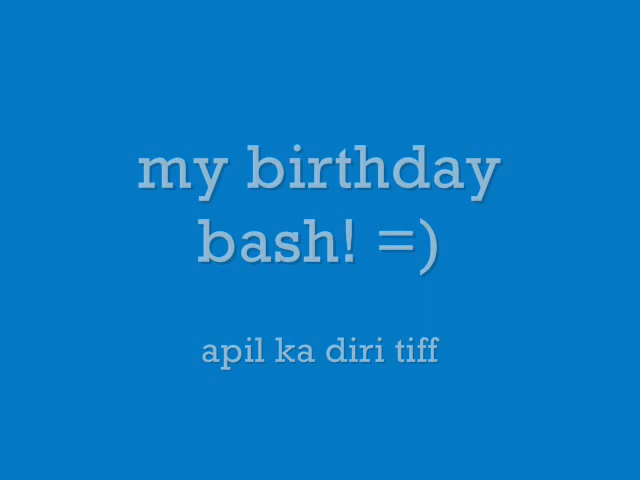 my birthday
bash! =)
apil ka diri tiff